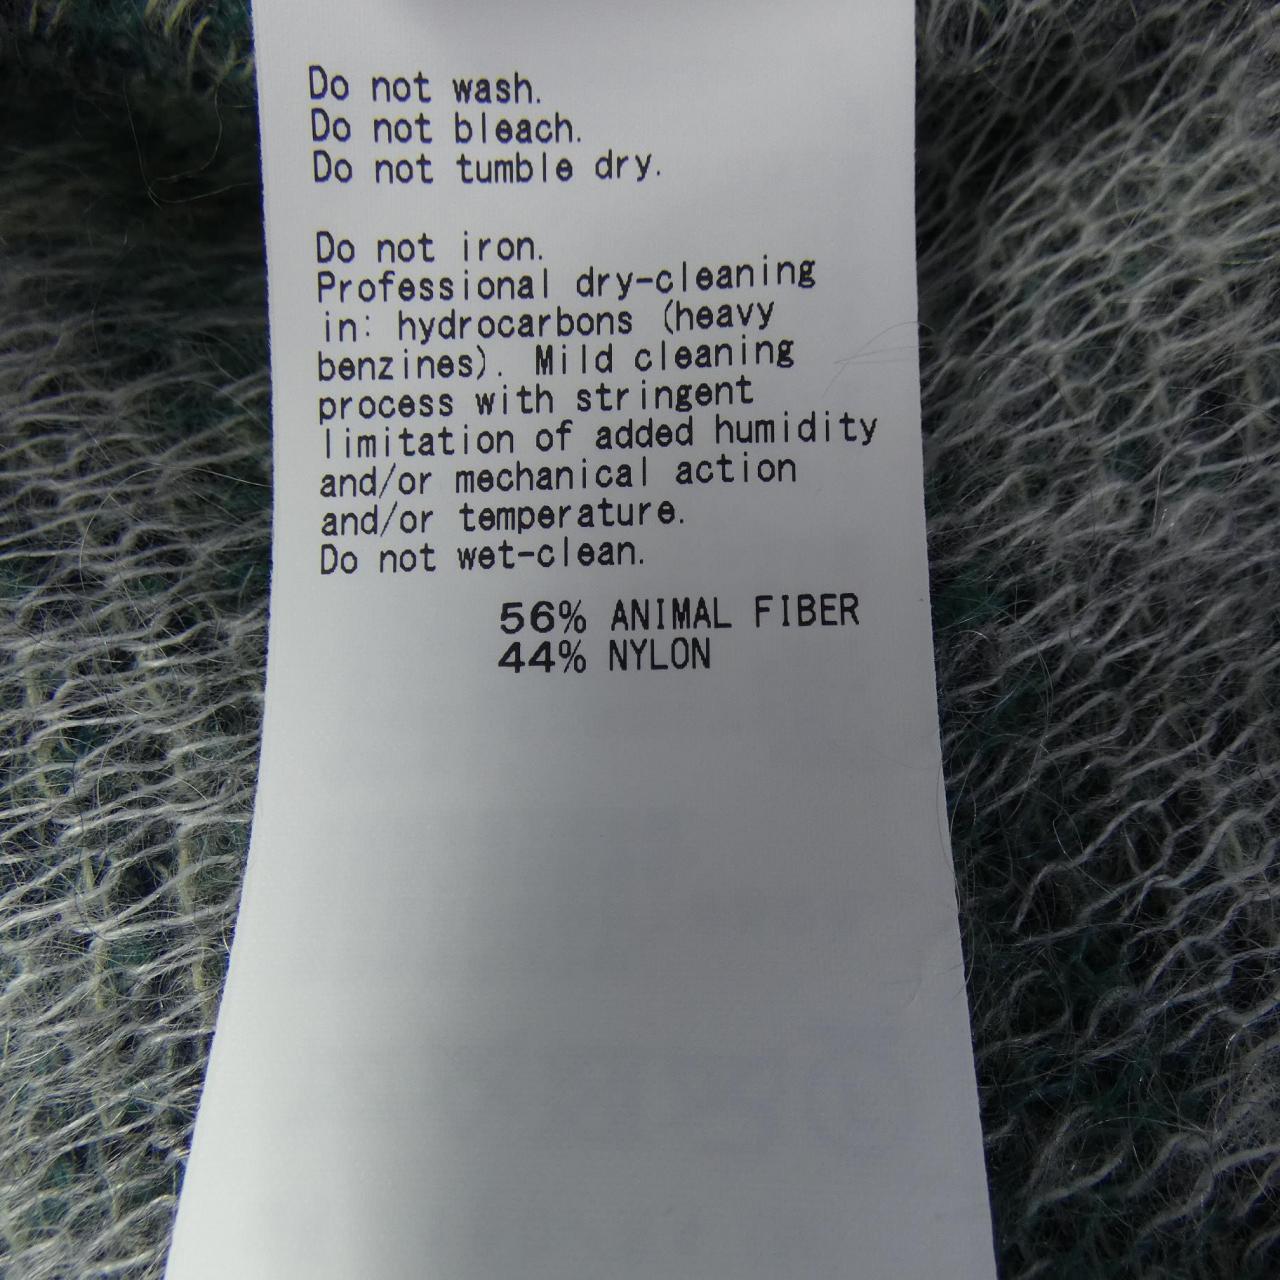 Do not wash.
Do not bleach.
Do not tumble dry.
Do not iron.
Professional dry-cleaning
in: hydrocarbons (heavy
benzines). Mild cleaning
process with stringent
limitation of added humidity
and/or mechanical action
and/or temperature.
Do not wet-clean.
56% ANIMAL FIBER
44% NYLON